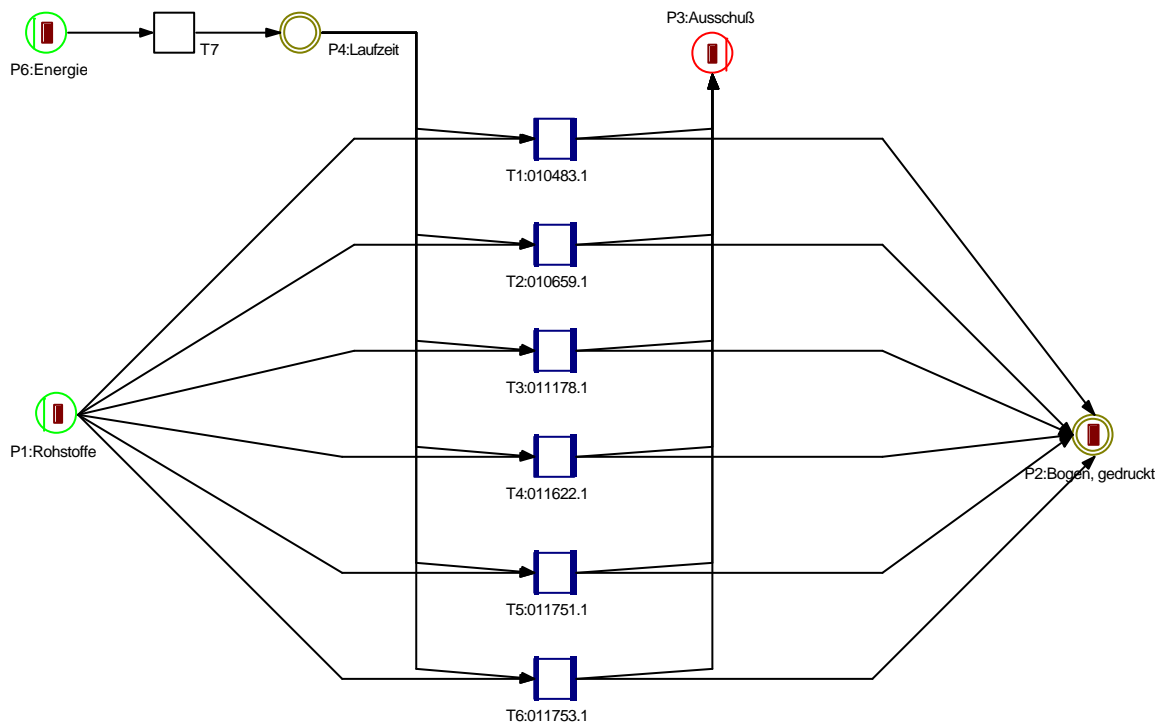 P3:Ausschuß
T7
P4:Laufzeit
P6:Energie
T1:010483.1
T2:010659.1
T3:011178.1
P1:Rohstoffe
T4:011622.1
P2:Bogen, gedruckt
T5:011751.1
T6:011753.1